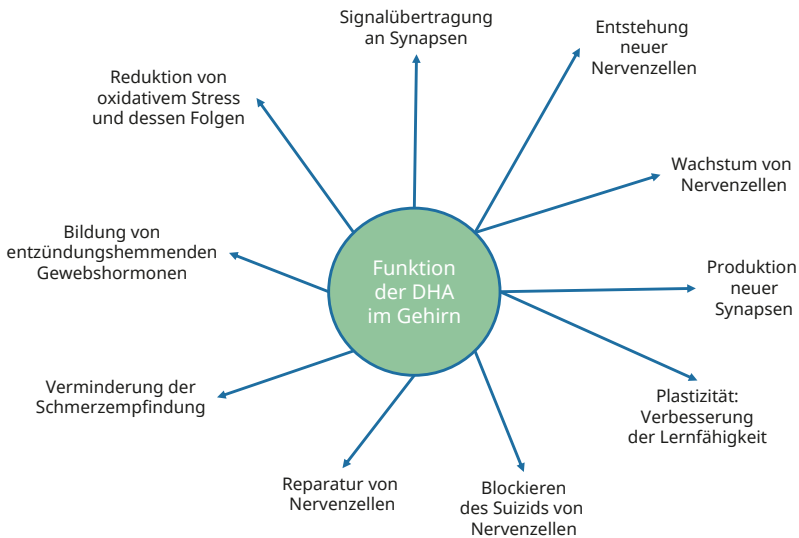 Signalübertragung
an Synapsen
Entstehung
neuer
Nervenzellen
Reduktion von
oxidativem Stress
und dessen Folgen
Wachstum von
Nervenzellen
Bildung von
entzündungshemmenden
Gewebshormonen
Funktion
der DHA
im Gehirn
Produktion
neuer
Synapsen
Verminderung der
Schmerzempfindung
Plastizität:
Verbesserung
der Lernfähigkeit
Reparatur von
Nervenzellen
Blockieren
des Suizids von
Nervenzellen